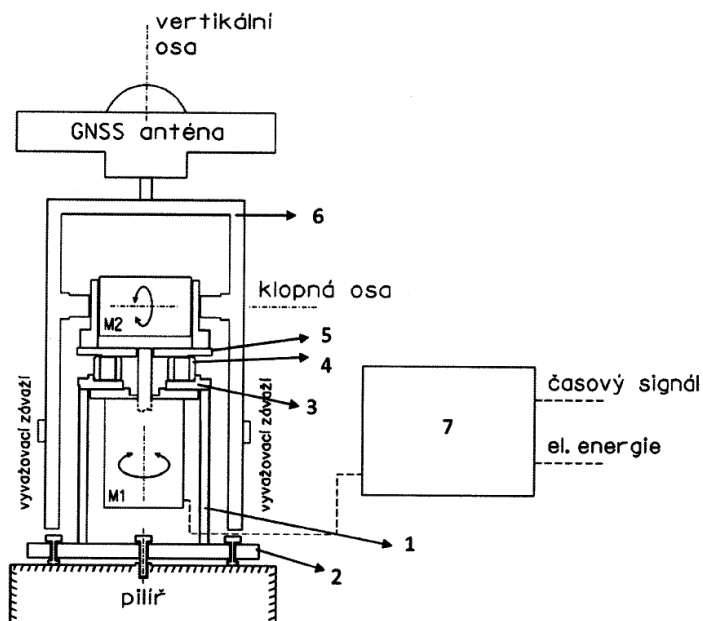 vertikální
osa
GNSS anténa
6
klopná osa
M2
5
4
3
vyvažovací závaží
vyvažovací závaží
časový signál
7
el. energie
M1
1
2
pilíř